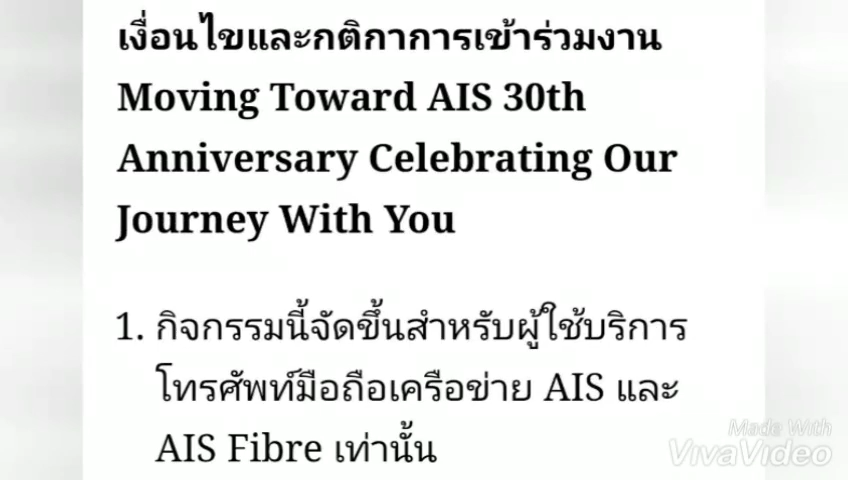 เงื่อนไขและกติกาการเข้าร่วมงาน
Moving Toward AIS 30th
Anniversary Celebrating Our
Journey With You
1. กิจกรรมนี้จัดขึ้นสำหรับผู้ใช้บริการ
โทรศัพท์มือถือเครือข่าย AIS และ
AIS Fibre เท่านั้น
Made With
VivaVideo